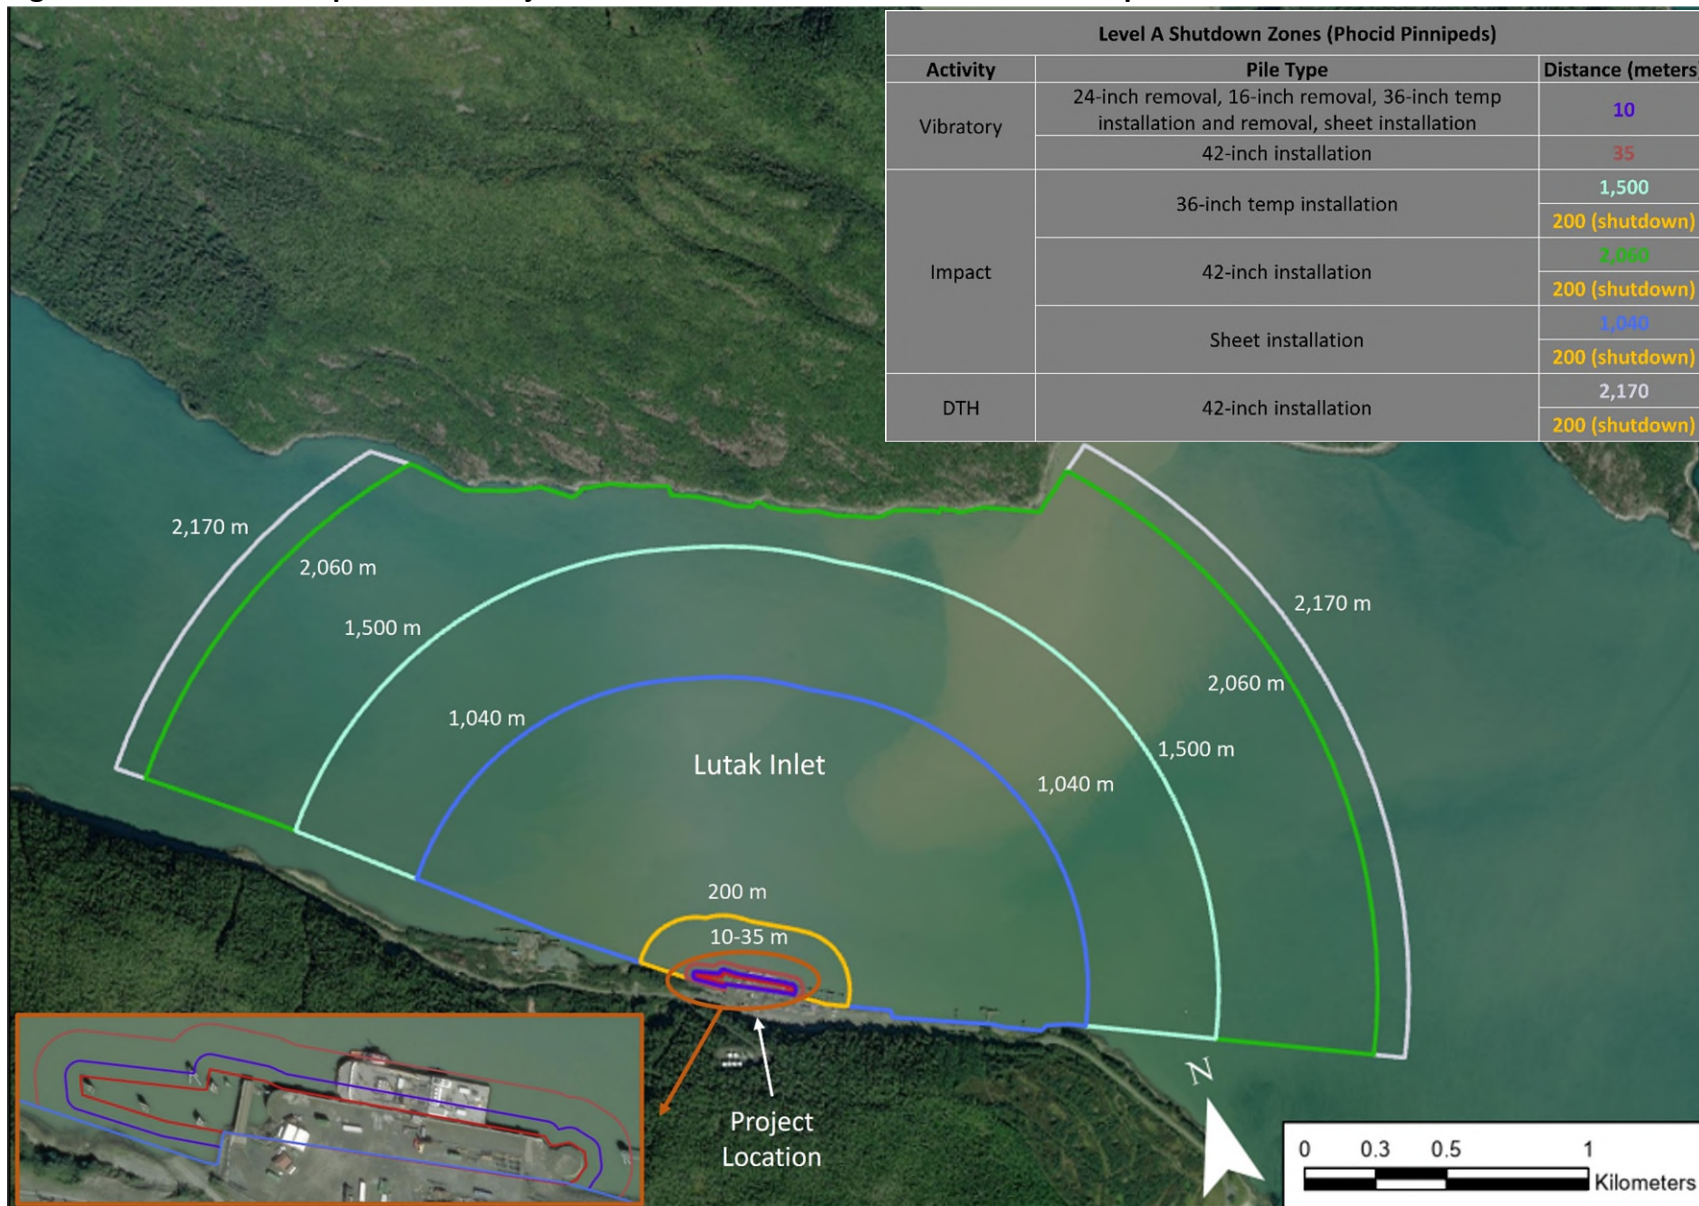 Level A Shutdown Zones (Phocid Pinnipeds)
Activity Pile Type Distance (meters)
Vibratory
24-inch removal, 16-inch removal, 36-inch temp
installation and removal, sheet installation
10
42-inch installation 35
Impact
36-inch temp installation
1,500
200 (shutdown)
42-inch installation
2,060
200 (shutdown)
Sheet installation
1,040
200 (shutdown)
DTH
42-inch installation
2,170
200 (shutdown)
2,170 m
2,060 m
1,500 m
1,040 m
2,170 m
2,060 m
1,500 m
1,040 m
Lutak Inlet
200 m
10-35 m
Project
Location
N
0 0.3 0.5 1
Kilometers